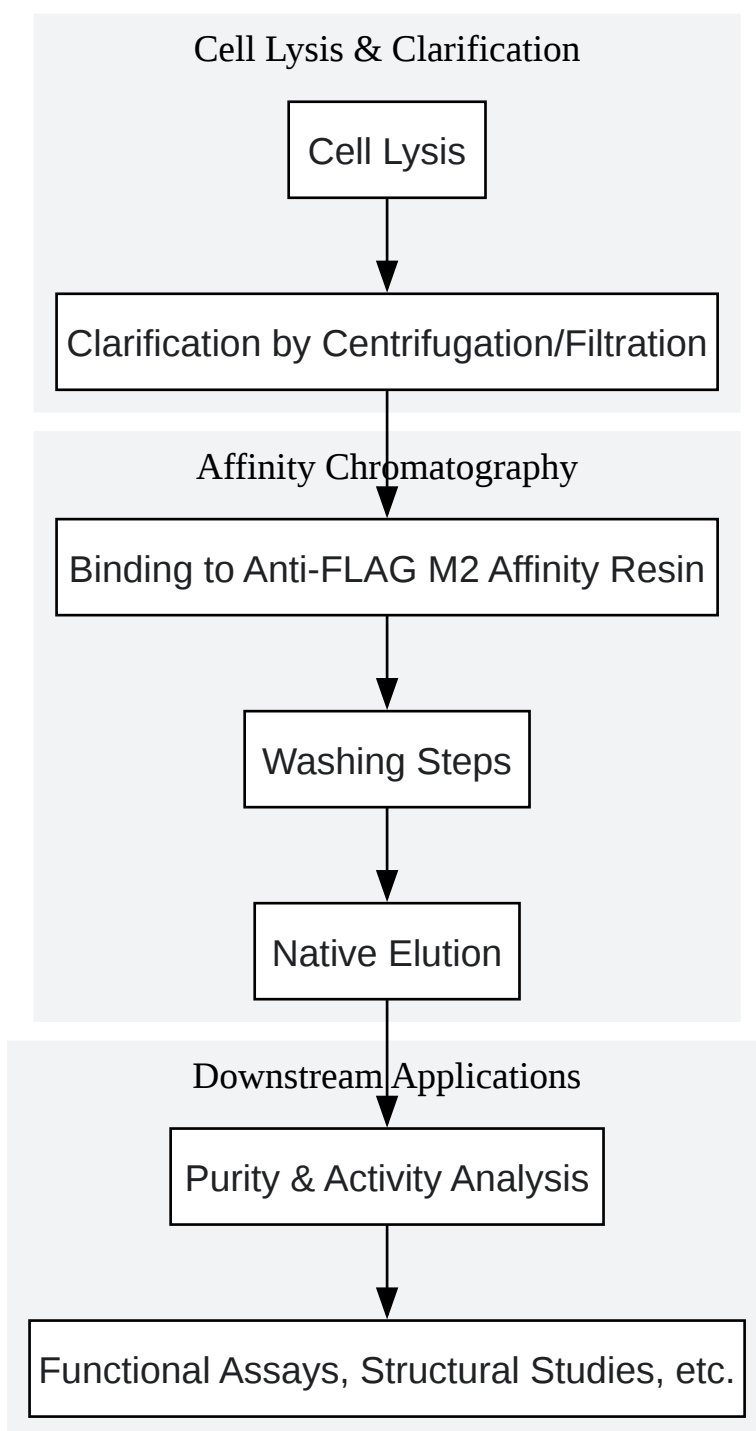 Cell Lysis & Clarification
Cell Lysis
Clarification by Centrifugation/Filtration
Affinity Chromatography
Binding to Anti-FLAG M2 Affinity Resin
Washing Steps
Native Elution
Downstream Applications
Purity & Activity Analysis
Functional Assays, Structural Studies, etc.